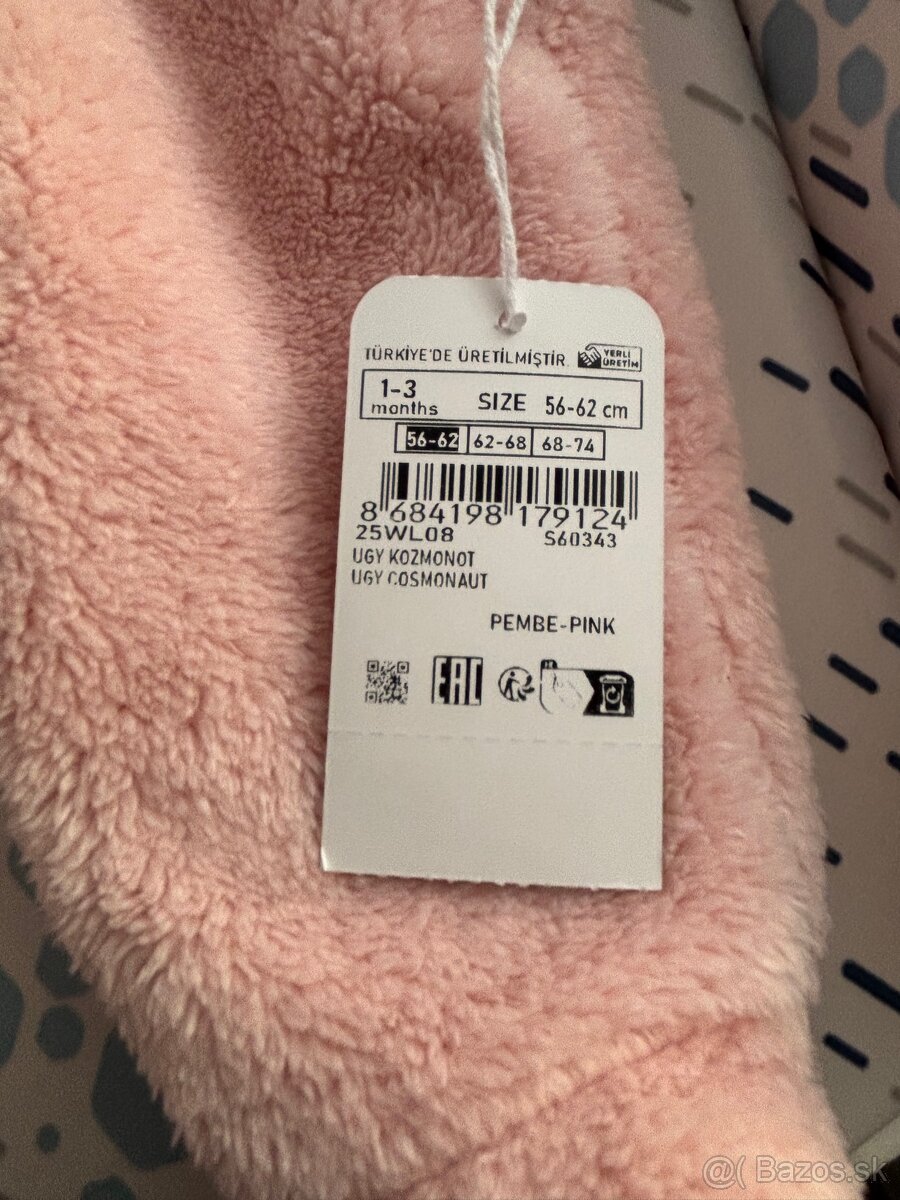 TÜRKİYE'DE ÜRETİLMİŞTİR.
YERLİ
ÜRETİM
1-3
months
SIZE 56-62 cm
56-62 62-68 68-74
8 684198 179124
25WL08 S60343
UGY KOZMONOT
UGY COSMONAUT
PEMBE-PINK
EAC
@( Bazos.sk